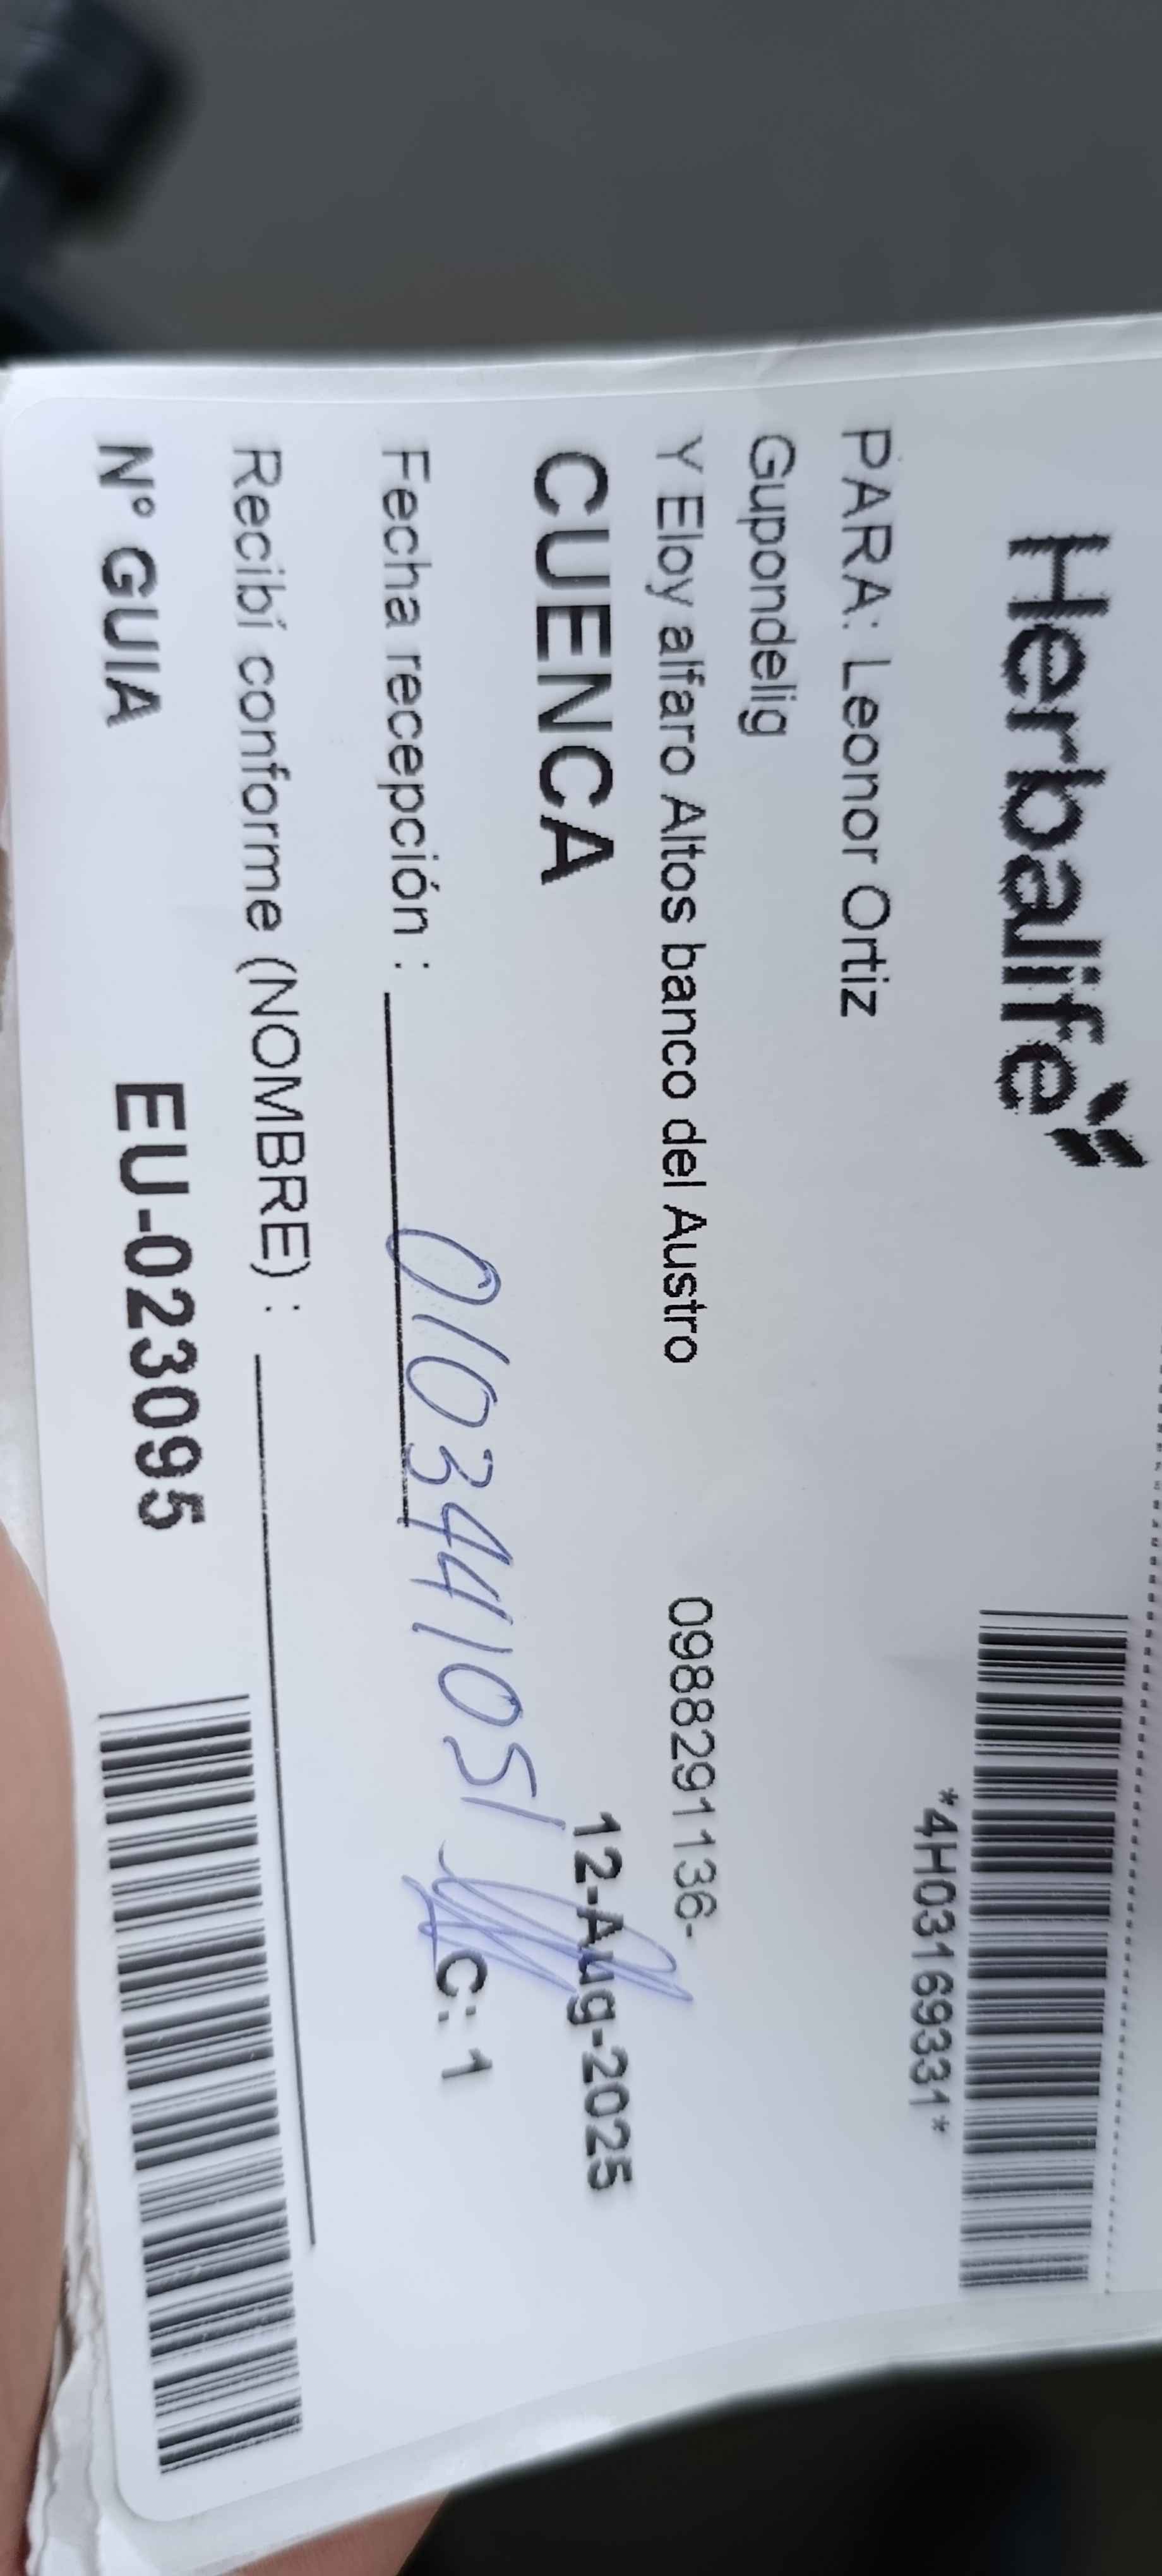 Herbalife
*4H03169331*
PARA: Leonor Ortiz
Gupondelig
Y Eloy alfaro Altos banco del Austro 0988291136-
CUENCA 12-Aug-2025
Fecha recepción : 0103441051 C: 1
Recibí conforme (NOMBRE) :
N° GUIA EU-023095